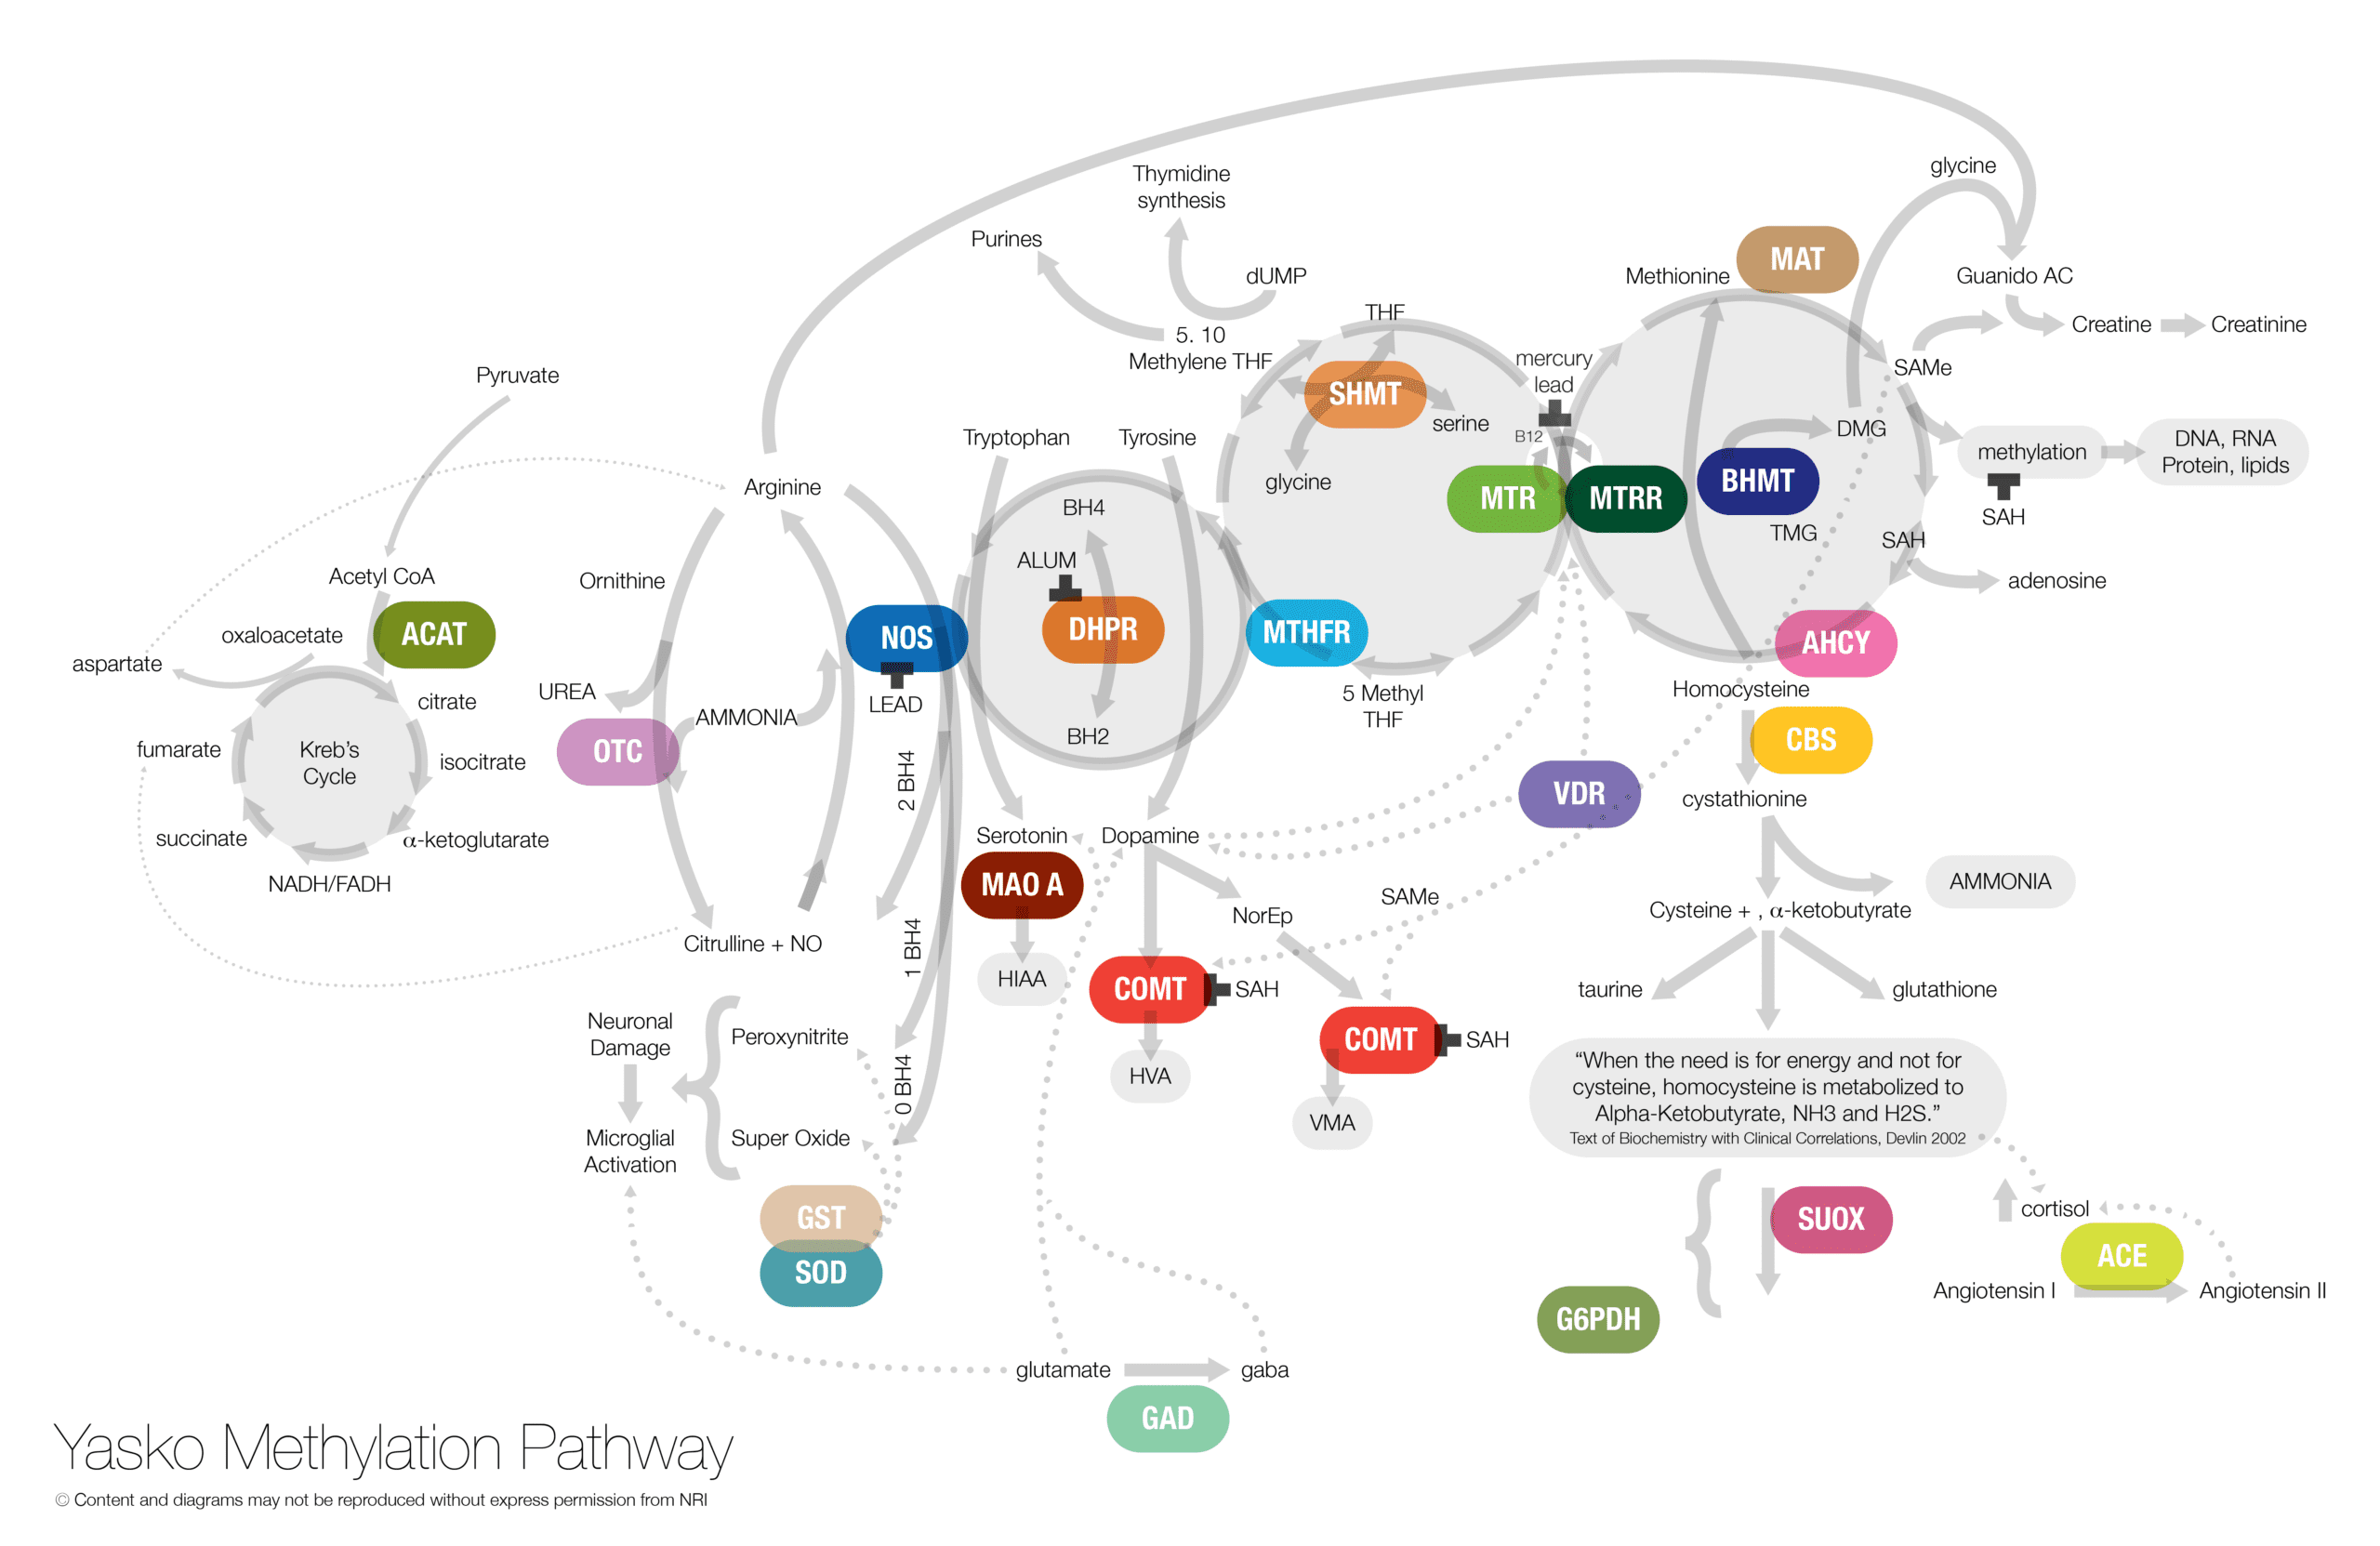 Thymidine
synthesis
glycine
Purines
MAT
dUMP
Methionine
Guanido AC
THF
5. 10
Methylene THF
Creatine
Creatinine
mercury
lead
Pyruvate
SAMe
SHMT
serine
B12
DMG
DNA, RNA
Protein, lipids
methylation
Tryptophan
Tyrosine
Arginine
glycine
MTR
MTRR
BHMT
BH4
SAH
TMG
SAH
ALUM
Acetyl CoA
Ornithine
adenosine
oxaloacetate
ACAT
NOS
DHPR
MTHFR
AHCY
aspartate
UREA
citrate
LEAD
5 Methyl
THF
Homocysteine
AMMONIA
BH2
CBS
fumarate
Kreb's
Cycle
isocitrate
OTC
2 BH4
VDR
cystathionine
succinate
α-ketoglutarate
Serotonin
Dopamine
NADH/FADH
MAO A
SAMe
AMMONIA
NorEp
Cysteine + , α-ketobutyrate
Citrulline + NO
1 BH4
HIAA
COMT
SAH
taurine
glutathione
Neuronal
Damage
Peroxynitrite
COMT
SAH
0 BH4
HVA
“When the need is for energy and not for
cysteine, homocysteine is metabolized to
Alpha-Ketobutyrate, NH3 and H2S.”
Text of Biochemistry with Clinical Correlations, Devlin 2002
VMA
Microglial
Activation
Super Oxide
GST
SUOX
cortisol
SOD
ACE
Angiotensin I
Angiotensin II
G6PDH
glutamate
gaba
GAD
Yasko Methylation Pathway
© Content and diagrams may not be reproduced without express permission from NRI